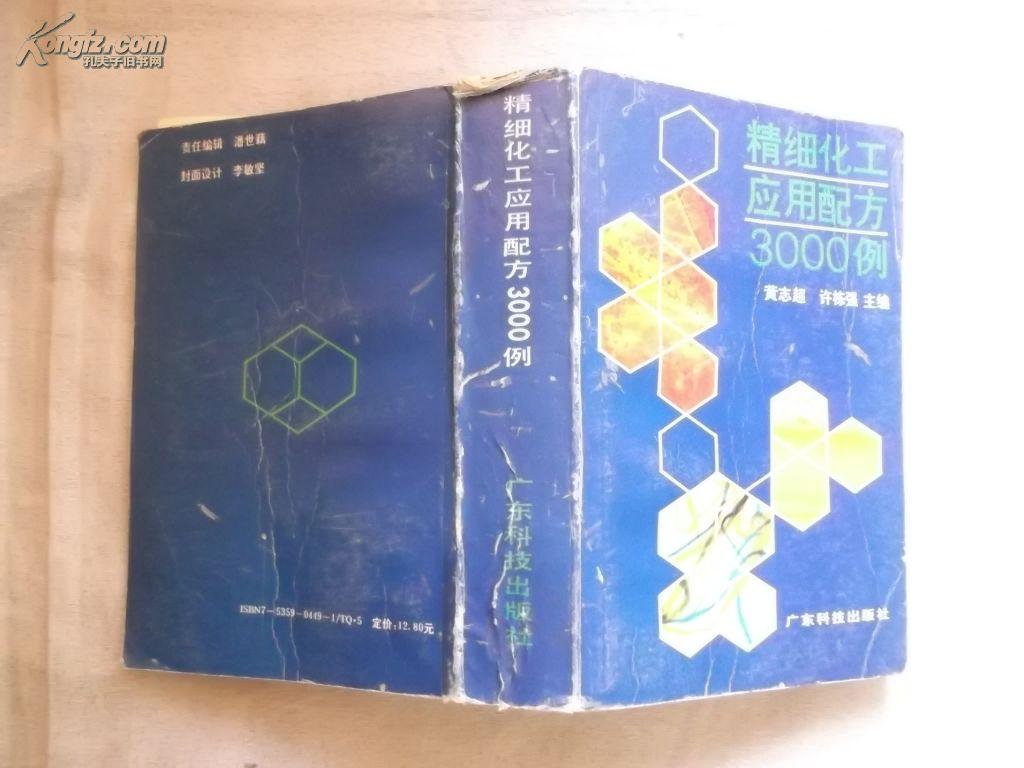 Kongfz.com
孔夫子旧书网
责任编辑 潘世藕
封面设计 李敏坚
ISBN7-5359-0449-1/TQ·5 定价:12.80元
精细化工应用配方3000例
广东科技出版社
精细化工
应用配方
3000例
黄志超 许栋强 主编
广东科技出版社